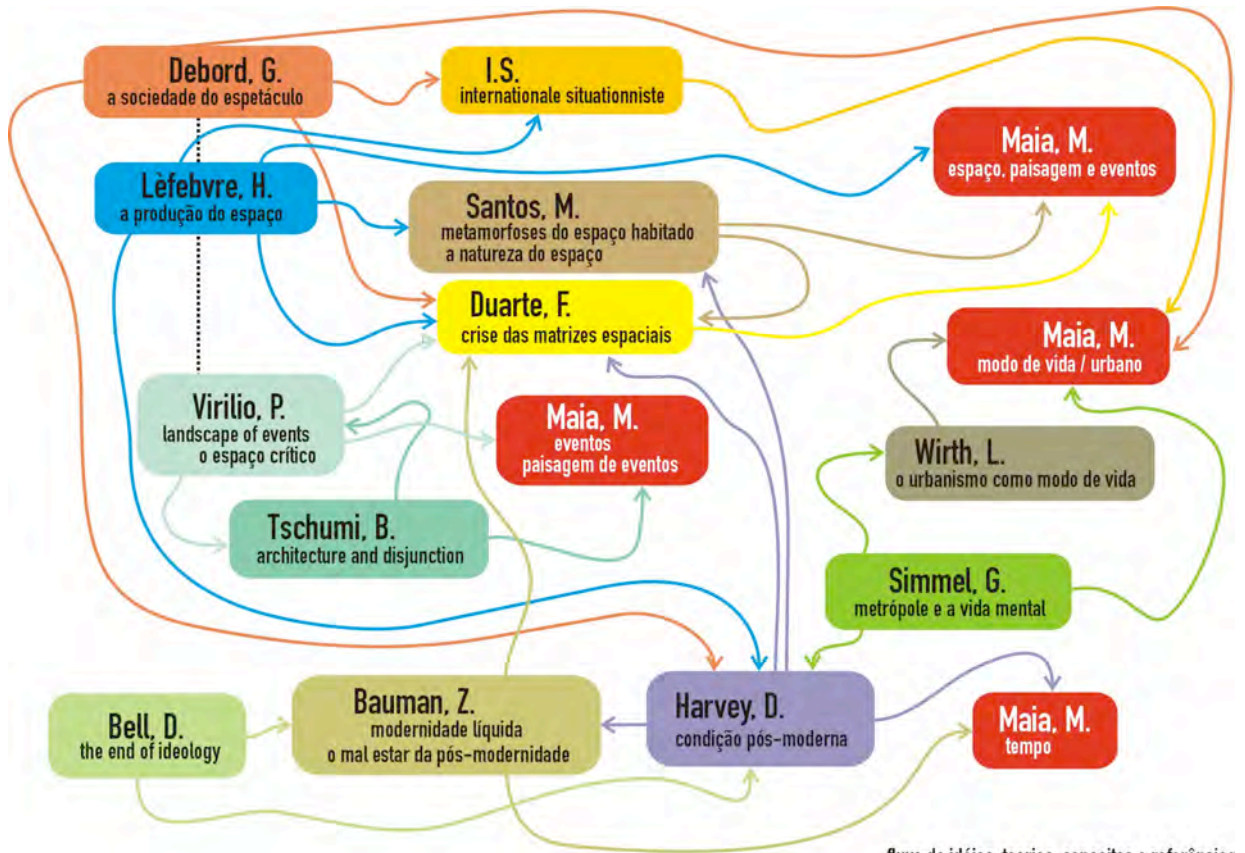 Debord, G.
a sociedade do espetáculo
I.S.
internationale situationniste
Maia, M.
espaço, paisagem e eventos
Lèfebvre, H.
a produção do espaço
Santos, M.
metamorfoses do espaço habitado
a natureza do espaço
Duarte, F.
crise das matrizes espaciais
Maia, M.
modo de vida / urbano
Virilio, P.
landscape of events
o espaço crítico
Maia, M.
eventos
paisagem de eventos
Wirth, L.
o urbanismo como modo de vida
Tschumi, B.
architecture and disjunction
Simmel, G.
metrópole e a vida mental
Bauman, Z.
modernidade líquida
o mal estar da pós-modernidade
Harvey, D.
condição pós-moderna
Bell, D.
the end of ideology
Maia, M.
tempo